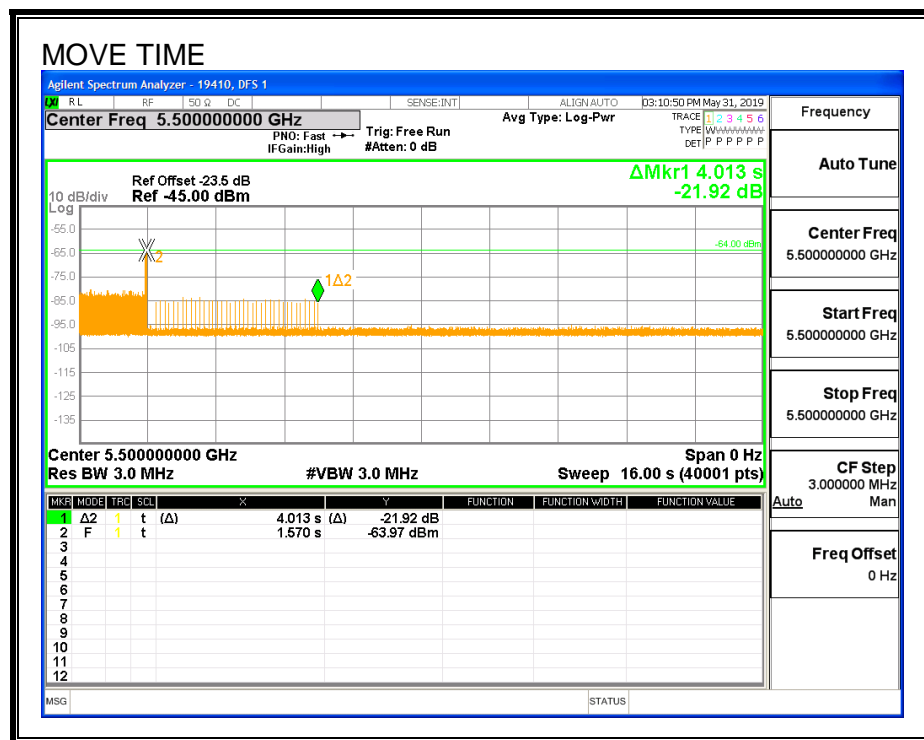 MOVE TIME
Agilent Spectrum Analyzer - 19410, DFS 1
LXI RL RF 50 Ω DC SENSE:INT ALIGN AUTO 03:10:50 PM May 31, 2019
Center Freq 5.500000000 GHz
PNO: Fast
IFGain:High
Trig: Free Run
#Atten: 0 dB
Avg Type: Log-Pwr
TRACE 1 2 3 4 5 6
TYPE
DET P P P P P P
Ref Offset -23.5 dB
10 dB/div Ref -45.00 dBm
Log
ΔMkr1 4.013 s
-21.92 dB
-55.0
-65.0
-75.0
-85.0
-95.0
-105
-115
-125
-135
-64.00 dBm
2
1Δ2
Center 5.500000000 GHz Span 0 Hz
Res BW 3.0 MHz #VBW 3.0 MHz Sweep 16.00 s (40001 pts)
MKR MODE TRC SCL X Y FUNCTION FUNCTION WIDTH FUNCTION VALUE
1 Δ2 1 t (Δ) 4.013 s (Δ) -21.92 dB
2 F 1 t 1.570 s -63.97 dBm
3
4
5
6
7
8
9
10
11
12
MSG STATUS
Frequency
Auto Tune
Center Freq
5.500000000 GHz
Start Freq
5.500000000 GHz
Stop Freq
5.500000000 GHz
CF Step
3.000000 MHz
Auto Man
Freq Offset
0 Hz